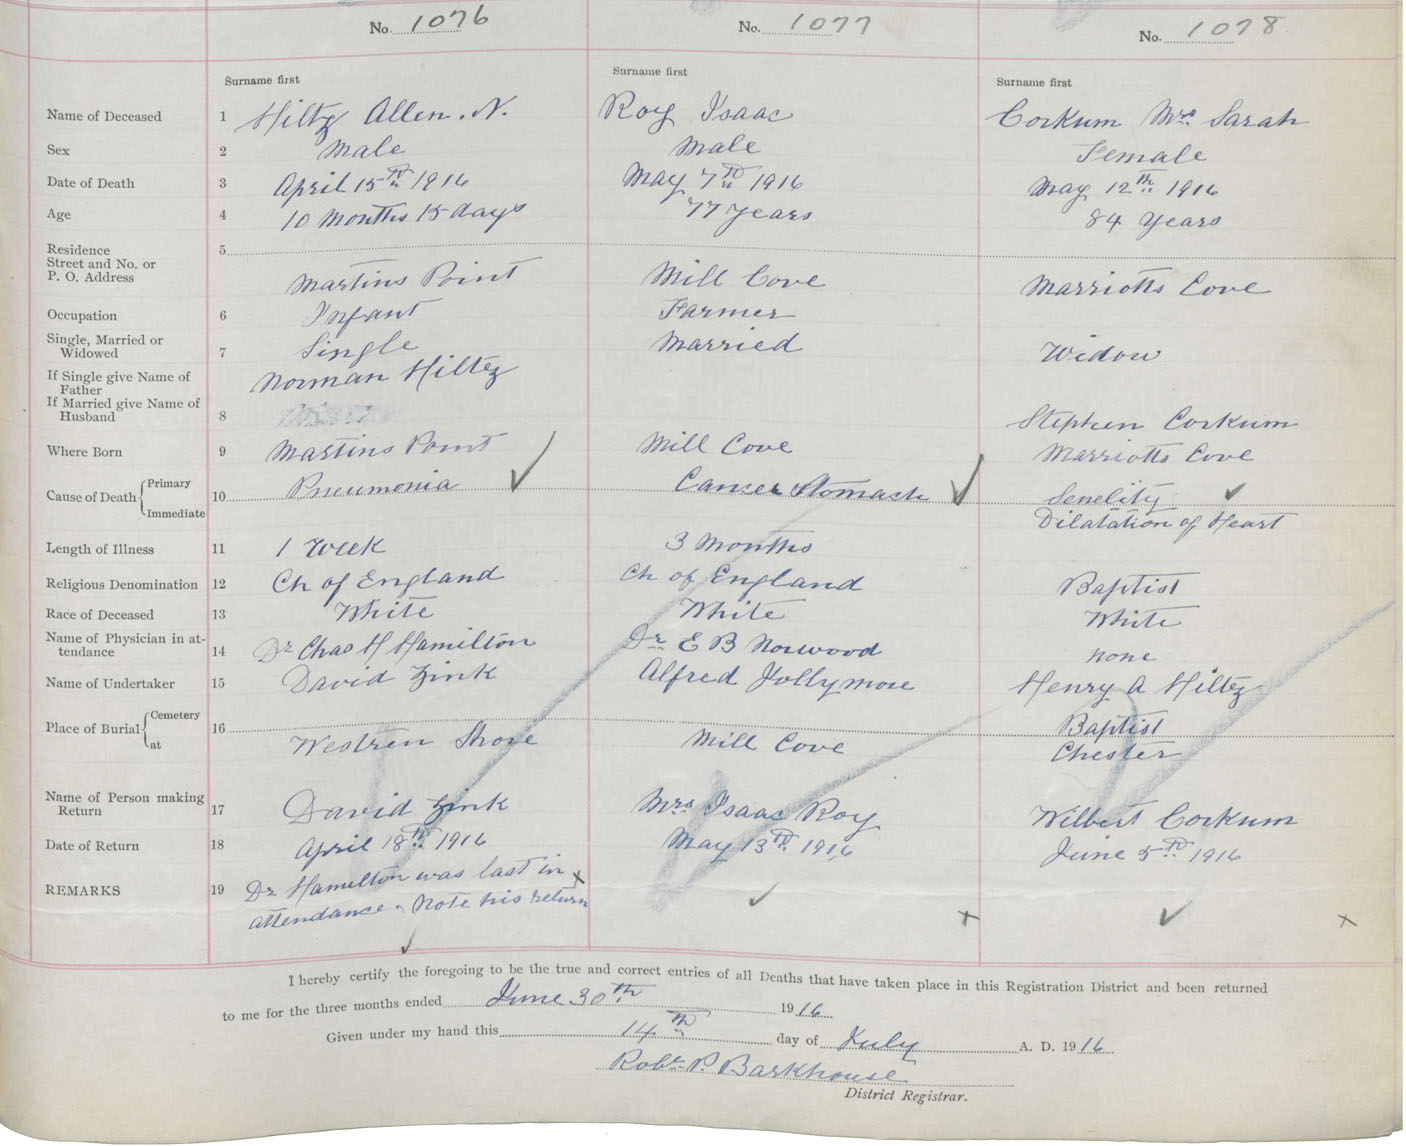 No. 1076 No. 1077 No. 1078
Surname first Surname first Surname first
Name of Deceased 1 Hiltz Allen. N. Roy Isaac Corkum Mrs. Sarah
Sex 2 Male Male Female
Date of Death 3 April 15th 1916 May 7th 1916 May 12th 1916
Age 4 10 Months 15 days 77 Years 84 Years
Residence 5
Street and No. or
P. O. Address Martins Point Mill Cove Marriotts Cove
Occupation 6 Infant Farmer
Single, Married or
Widowed 7 Single Married Widow
If Single give Name of
Father Norman Hiltz
If Married give Name of
Husband 8 Stephen Corkum
Where Born 9 Martins Point Mill Cove Marriotts Cove
Cause of Death Primary 10 Pneumonia Cancer Stomach Senelity
Immediate Dilatation of Heart
Length of Illness 11 1 Week 3 Months
Religious Denomination 12 Ch of England Ch of England Baptist
Race of Deceased 13 White White White
Name of Physician in at-
tendance 14 Dr Chas H Hamilton Dr E B Norwood none
Name of Undertaker 15 David Zink Alfred Jollymore Henry A Hiltz
Place of Burial Cemetery 16 Baptist
at Western Shore Mill Cove Chester
Name of Person making
Return 17 David Zink Mrs Isaac Roy Wilbert Corkum
Date of Return 18 April 18th 1916 May 13th 1916 June 5th 1916
REMARKS 19 Dr Hamilton was last in
attendance. Note his return
I hereby certify the foregoing to be the true and correct entries of all Deaths that have taken place in this Registration District and been returned
to me for the three months ended June 30th 1916
Given under my hand this 14th day of July A. D. 1916
Robt. P. Barkhouse
District Registrar.